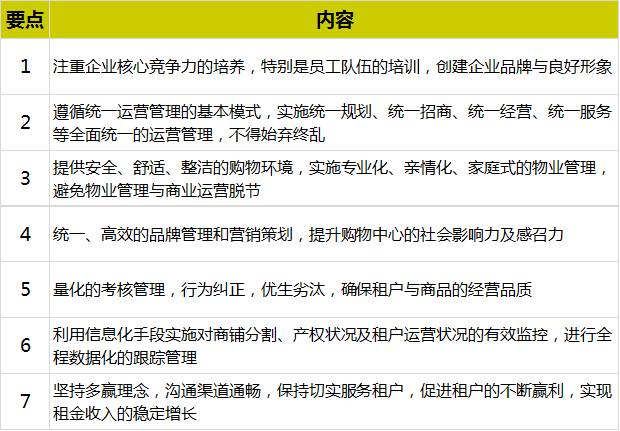 要点 内容
1 注重企业核心竞争力的培养，特别是员工队伍的培训，创建企业品牌与良好形象
2 遵循统一运营管理的基本模式，实施统一规划、统一招商、统一经营、统一服务
等全面统一的运营管理，不得始弃终乱
3 提供安全、舒适、整洁的购物环境，实施专业化、亲情化、家庭式的物业管理，
避免物业管理与商业运营脱节
4 统一、高效的品牌管理和营销策划，提升购物中心的社会影响力及感召力
5 量化的考核管理，行为纠正，优生劣汰，确保租户与商品的经营品质
6 利用信息化手段实施对商铺分割、产权状况及租户运营状况的有效监控，进行全
程数据化的跟踪管理
7 坚持多赢理念，沟通渠道通畅，保持切实服务租户，促进租户的不断赢利，实现
租金收入的稳定增长